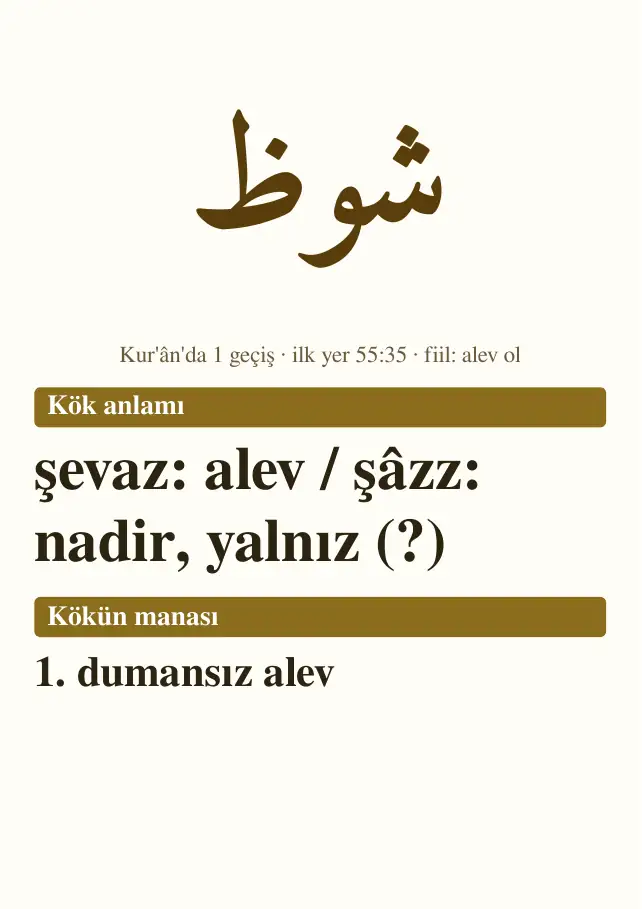 شوظ
Kur'ân'da 1 geçiş · ilk yer 55:35 · fiil: alev ol
Kök anlamı
şevaz: alev / şâzz:
nadir, yalnız (?)
Kökün manası
1. dumansız alev